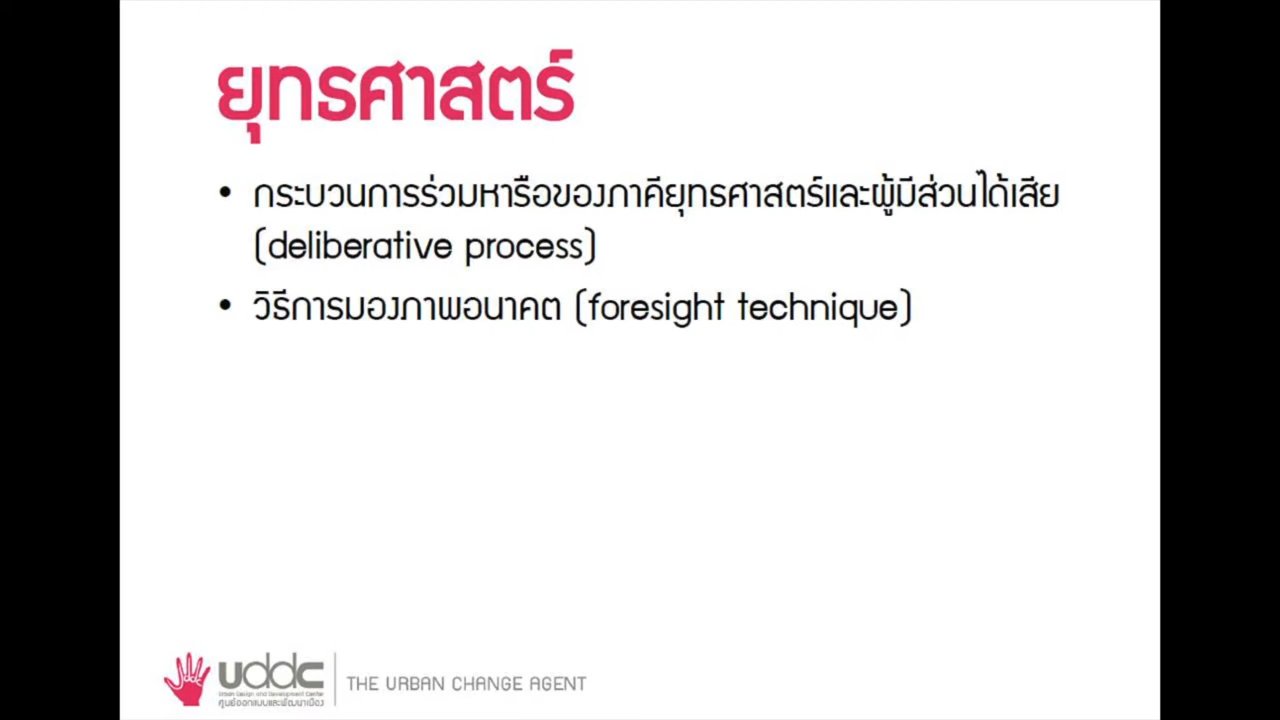 ยุทธศาสตร์
• กระบวนการร่วมหารือของภาคียุทธศาสตร์และผู้มีส่วนได้เสีย
(deliberative process)
• วิธีการมองภาพอนาคต (foresight technique)
uddc
Urban Design and Development Center
ศูนย์ออกแบบและพัฒนาเมือง
THE URBAN CHANGE AGENT